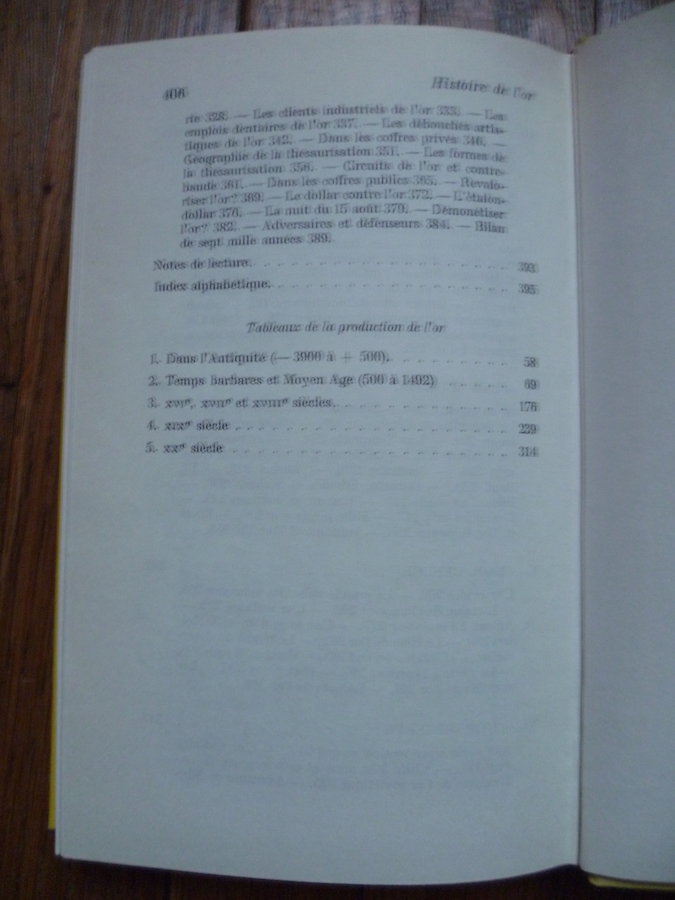 406
Histoire de l'or
rie 328. — Les clients industriels de l'or 333. — Les
emplois dentaires de l'or 337. — Les débouchés artis-
tiques de l'or 342. — Dans les coffres privés 346. —
Géographie de la thésaurisation 351. — Les formes de
la thésaurisation 356. — Circuits de l'or et contre-
bande 361. — Dans les coffres publics 365. — Revalo-
riser l'or? 369. — Le dollar contre l'or 372. — L'étalon-
dollar 376. — La nuit du 15 août 379. — Démonétiser
l'or? 382. — Adversaires et défenseurs 384. — Bilan
de sept mille années 389.
Notes de lecture. . . . . . . . . . . . . . . . . . . 393
Index alphabétique. . . . . . . . . . . . . . . . . . 395
Tableaux de la production de l'or
1. Dans l'Antiquité (— 3900 à + 500). . . . . . . . . . 58
2. Temps barbares et Moyen Age (500 à 1492) . . . . . 69
3. XVIe, XVIIe et XVIIIe siècles. . . . . . . . . . . . . 176
4. XIXe siècle . . . . . . . . . . . . . . . . . . . . . 229
5. XXe siècle . . . . . . . . . . . . . . . . . . . . . 314